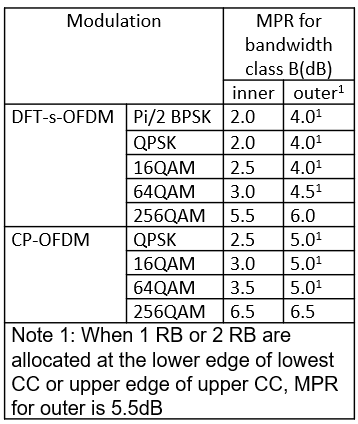 Modulation MPR for
bandwidth
class B(dB)
inner outer¹
DFT-s-OFDM Pi/2 BPSK 2.0 4.0¹
QPSK 2.0 4.0¹
16QAM 2.5 4.0¹
64QAM 3.0 4.5¹
256QAM 5.5 6.0
CP-OFDM QPSK 2.5 5.0¹
16QAM 3.0 5.0¹
64QAM 3.5 5.0¹
256QAM 6.5 6.5
Note 1: When 1 RB or 2 RB are
allocated at the lower edge of lowest
CC or upper edge of upper CC, MPR
for outer is 5.5dB